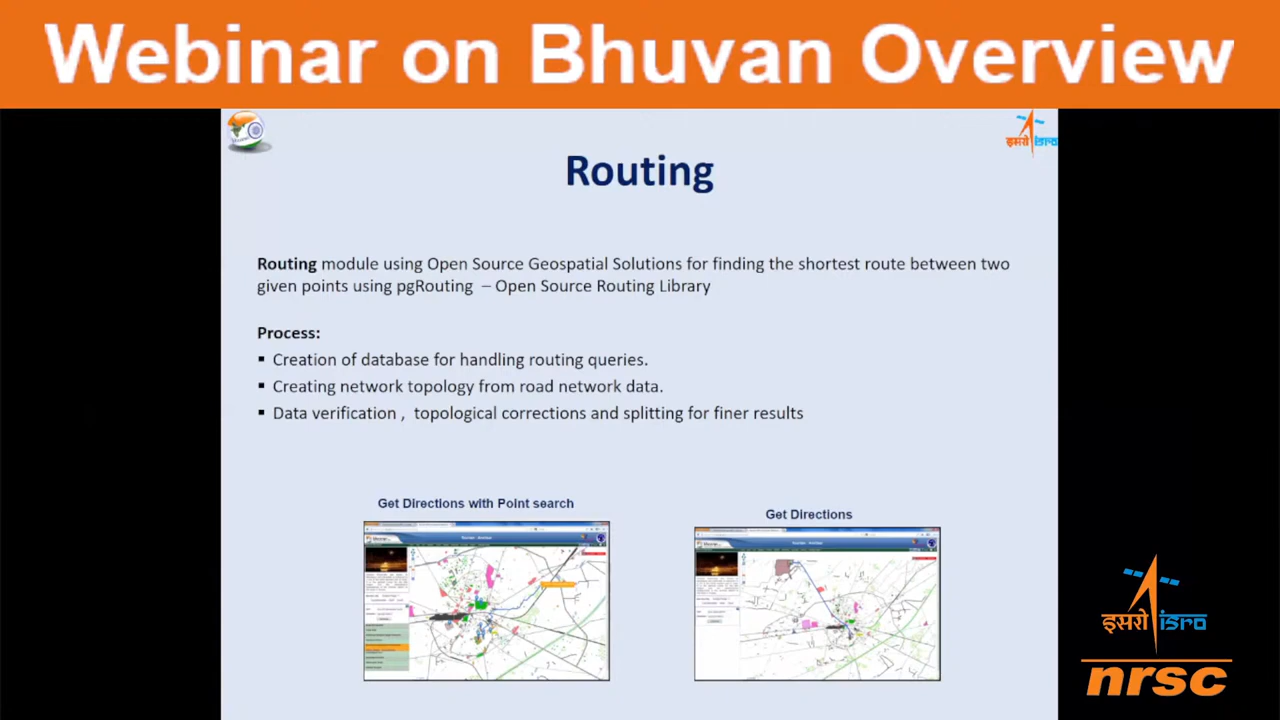 Webinar on Bhuvan Overview
इसरो isro
Routing
Routing module using Open Source Geospatial Solutions for finding the shortest route between two
given points using pgRouting – Open Source Routing Library
Process:
▪ Creation of database for handling routing queries.
▪ Creating network topology from road network data.
▪ Data verification , topological corrections and splitting for finer results
Get Directions with Point search
Get Directions
इसरो isro
nrsc